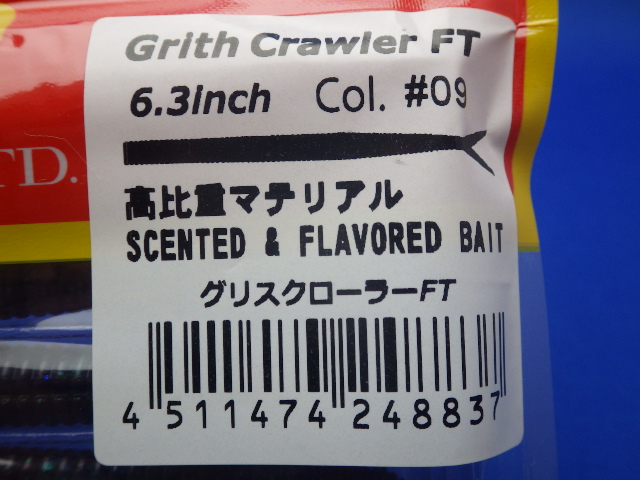 Grith Crawler FT
6.3inch Col. #09
TD.
高比重マテリアル
SCENTED & FLAVORED BAIT
グリスクローラーFT
4 511474 248837